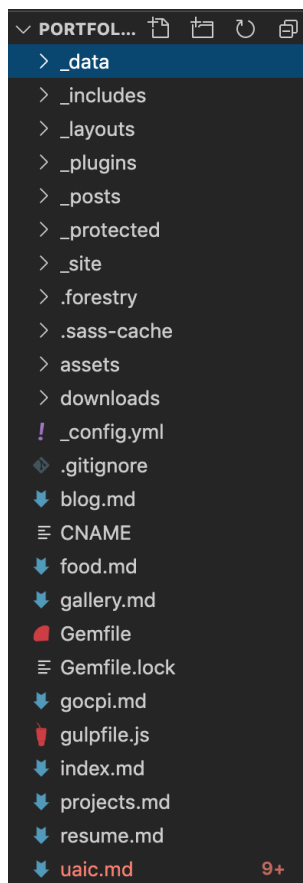 PORTFOL...
_data
_includes
_layouts
_plugins
_posts
_protected
_site
.forestry
.sass-cache
assets
downloads
! _config.yml
.gitignore
blog.md
CNAME
food.md
gallery.md
Gemfile
Gemfile.lock
gocpi.md
gulpfile.js
index.md
projects.md
resume.md
uaic.md 9+